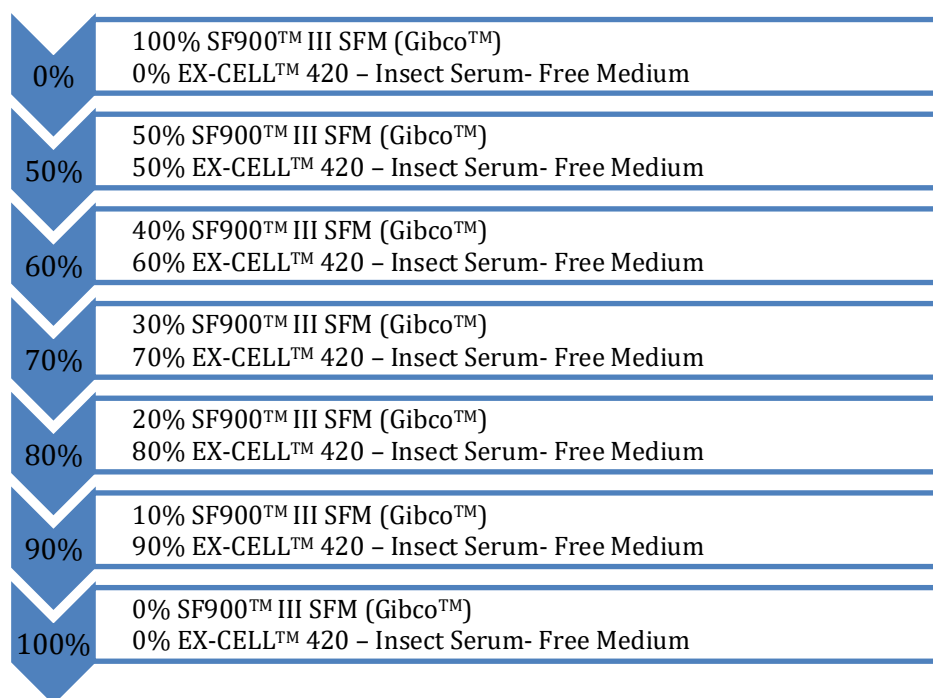 0%
100% SF900™ III SFM (Gibco™)
0% EX-CELL™ 420 – Insect Serum- Free Medium
50%
50% SF900™ III SFM (Gibco™)
50% EX-CELL™ 420 – Insect Serum- Free Medium
60%
40% SF900™ III SFM (Gibco™)
60% EX-CELL™ 420 – Insect Serum- Free Medium
70%
30% SF900™ III SFM (Gibco™)
70% EX-CELL™ 420 – Insect Serum- Free Medium
80%
20% SF900™ III SFM (Gibco™)
80% EX-CELL™ 420 – Insect Serum- Free Medium
90%
10% SF900™ III SFM (Gibco™)
90% EX-CELL™ 420 – Insect Serum- Free Medium
100%
0% SF900™ III SFM (Gibco™)
0% EX-CELL™ 420 – Insect Serum- Free Medium